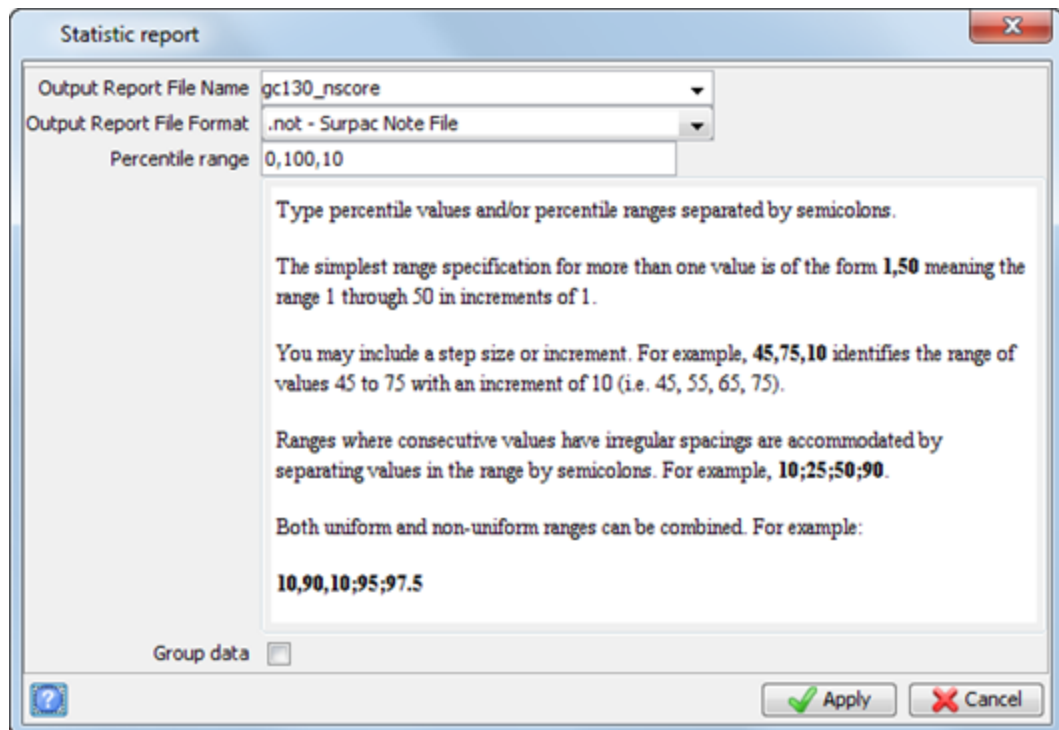 Statistic report
Output Report File Name gc130_nscore
Output Report File Format .not - Surpac Note File
Percentile range 0,100,10
Type percentile values and/or percentile ranges separated by semicolons.
The simplest range specification for more than one value is of the form 1,50 meaning the
range 1 through 50 in increments of 1.
You may include a step size or increment. For example, 45,75,10 identifies the range of
values 45 to 75 with an increment of 10 (i.e. 45, 55, 65, 75).
Ranges where consecutive values have irregular spacings are accommodated by
separating values in the range by semicolons. For example, 10;25;50;90.
Both uniform and non-uniform ranges can be combined. For example:
10,90,10;95;97.5
Group data
? Apply Cancel